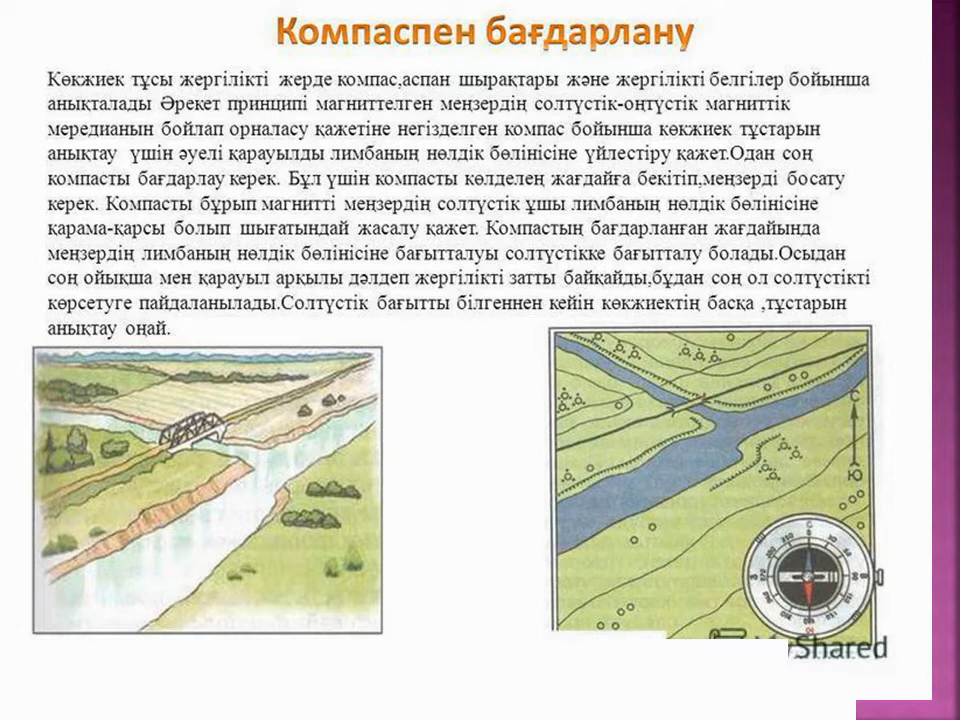 Компаспен бағдарлану
Көкжиек тұсы жергілікті жерде компас,аспан шырақтары және жергілікті белгілер бойынша
анықталады Әрекет принципі магниттелген меңзердің солтүстік-оңтүстік магниттік
мередианын бойлап орналасу қажетіне негізделген компас бойынша көкжиек тұстарын
анықтау үшін әуелі қарауылды лимбаның нөлдік бөлінісіне үйлестіру қажет.Одан соң
компасты бағдарлау керек. Бұл үшін компасты көлделең жағдайға бекітіп,меңзерді босату
керек. Компасты бұрып магнитті меңзердің солтүстік ұшы лимбаның нөлдік бөлінісіне
қарама-қарсы болып шығатындай жасалу қажет. Компастың бағдарланған жағдайында
меңзердің лимбаның нөлдік бөлінісіне бағытталуы солтүстікке бағытталу болады.Осыдан
соң ойықша мен қарауыл арқылы дәлдеп жергілікті затты байқайды,бұдан соң ол солтүстікті
көрсетуге пайдаланылады.Солтүстік бағытты білгеннен кейін көкжиектің басқа ,тұстарын
анықтау оңай.
С
Ю
С
З
В
Ю
Shared